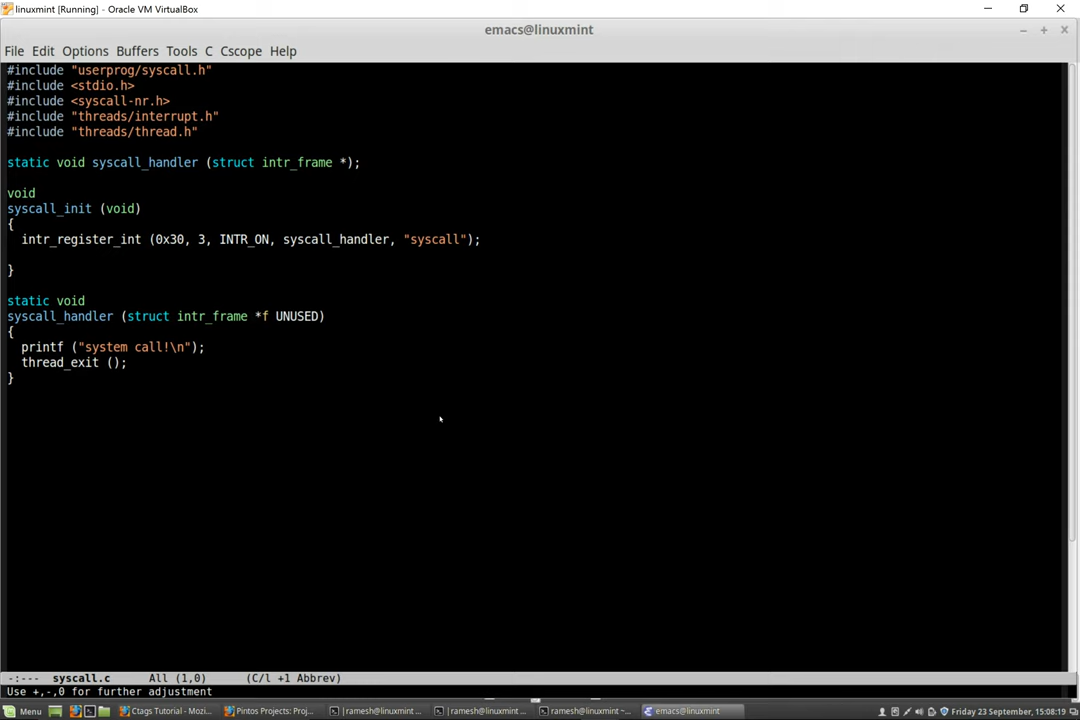 linuxmint [Running] - Oracle VM VirtualBox
emacs@linuxmint
File Edit Options Buffers Tools C Cscope Help
#include "userprog/syscall.h"
#include <stdio.h>
#include <syscall-nr.h>
#include "threads/interrupt.h"
#include "threads/thread.h"
static void syscall_handler (struct intr_frame *);
void
syscall_init (void)
{
intr_register_int (0x30, 3, INTR_ON, syscall_handler, "syscall");
}
static void
syscall_handler (struct intr_frame *f UNUSED)
{
printf ("system call!\n");
thread_exit ();
}
-:--- syscall.c All (1,0) (C/l +1 Abbrev)
Use +,-,0 for further adjustment
Menu Ctags Tutorial - Mozi... Pintos Projects: Proj... |ramesh@linuxmint ... |ramesh@linuxmint ... ramesh@linuxmint ~... emacs@linuxmint Friday 23 September, 15:08:19